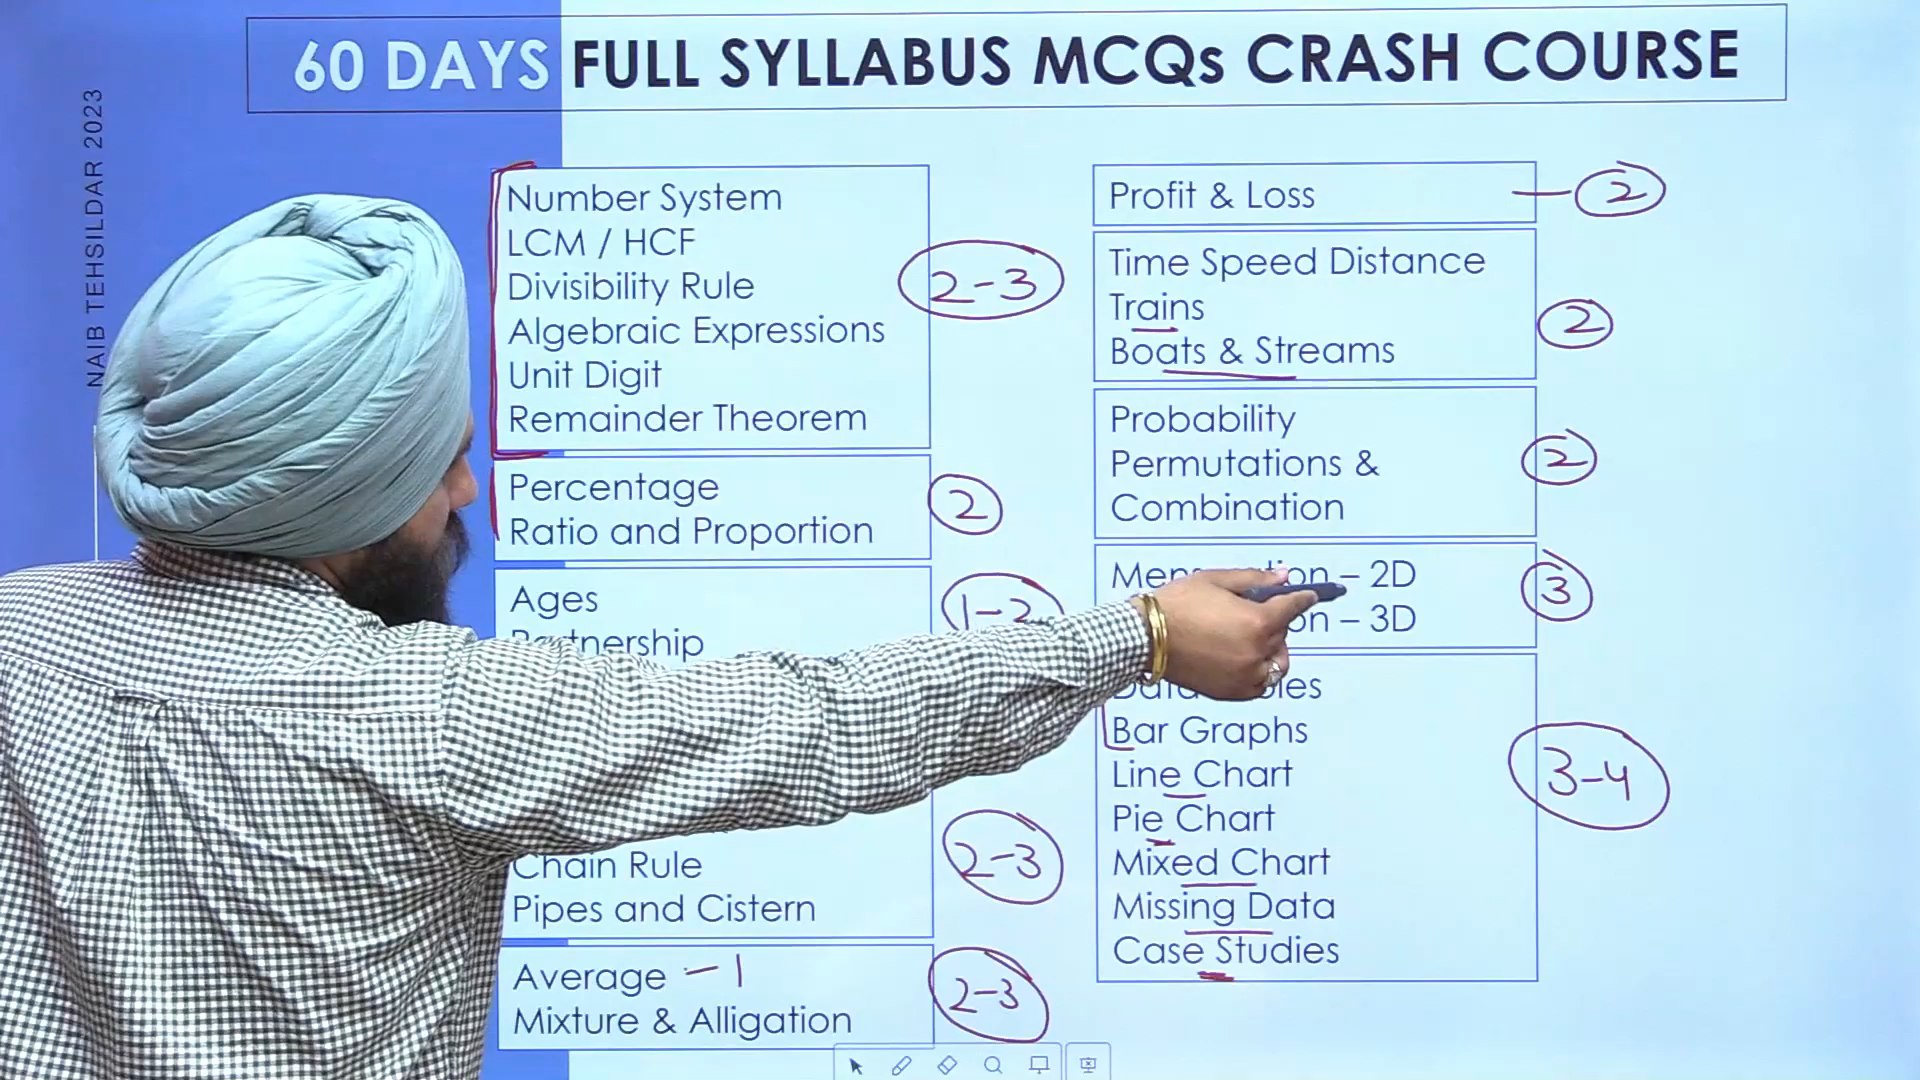 60 DAYS FULL SYLLABUS MCQs CRASH COURSE
NAIB TEHSILDAR 2023
Number System
LCM / HCF
Divisibility Rule
Algebraic Expressions
Unit Digit
Remainder Theorem
2-3
Percentage
Ratio and Proportion
2
Ages
1-2
Chain Rule
Pipes and Cistern
2-3
Average - 1
Mixture & Alligation
2-3
Profit & Loss
2
Time Speed Distance
Trains
Boats & Streams
2
Probability
Permutations &
Combination
2
– 2D
– 3D
3
Bar Graphs
Line Chart
Pie Chart
Mixed Chart
Missing Data
Case Studies
3-4